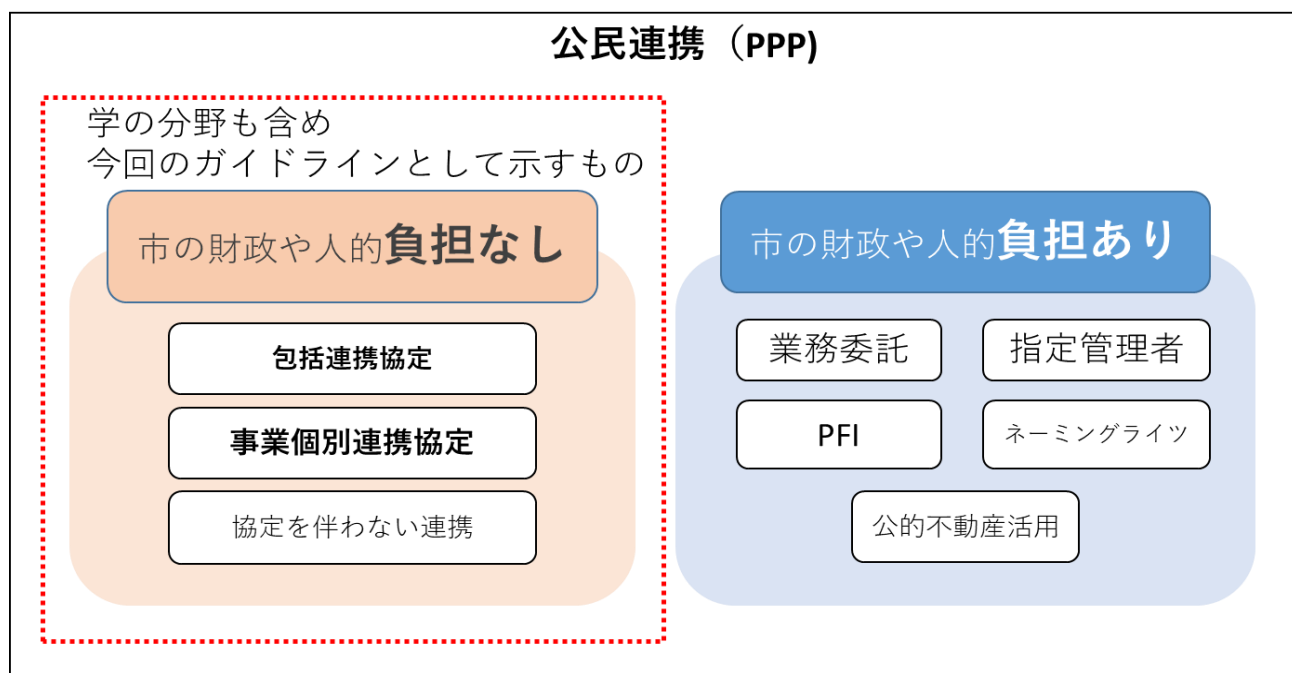 公民連携（PPP)
学の分野も含め
今回のガイドラインとして示すもの
市の財政や人的負担なし
包括連携協定
事業個別連携協定
協定を伴わない連携
市の財政や人的負担あり
業務委託
指定管理者
PFI
ネーミングライツ
公的不動産活用